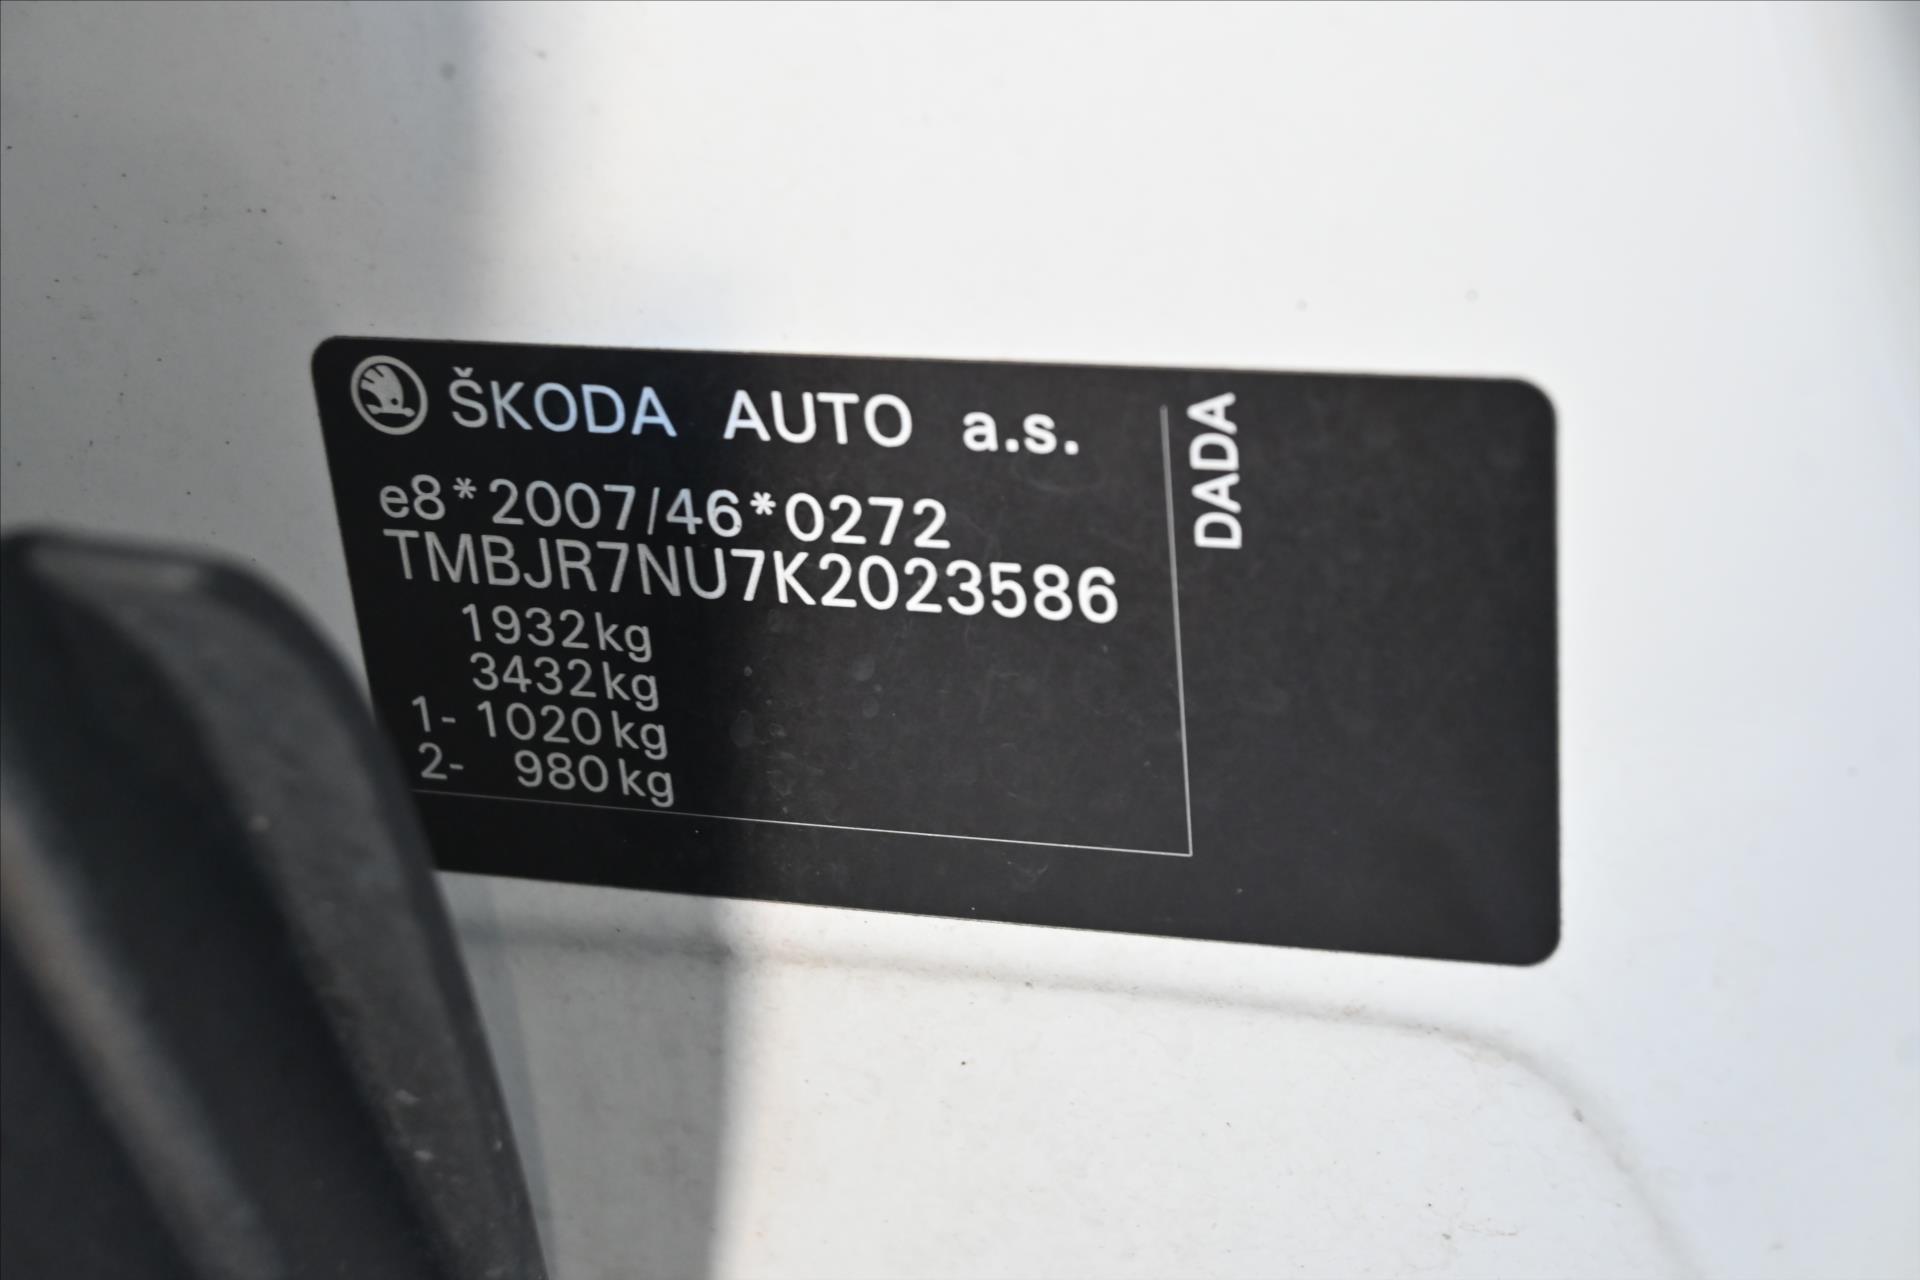 ŠKODA AUTO a.s.
e8*2007/46*0272
TMBJR7NU7K2023586
1932kg
3432kg
1- 1020kg
2- 980kg
DADA